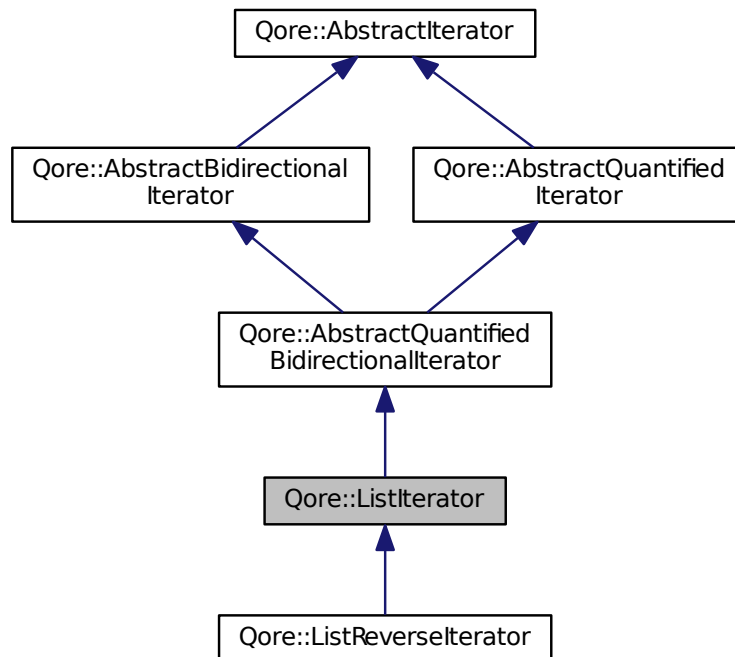 Qore::AbstractIterator
Qore::AbstractBidirectional
Iterator
Qore::AbstractQuantified
Iterator
Qore::AbstractQuantified
BidirectionalIterator
Qore::ListIterator
Qore::ListReverseIterator